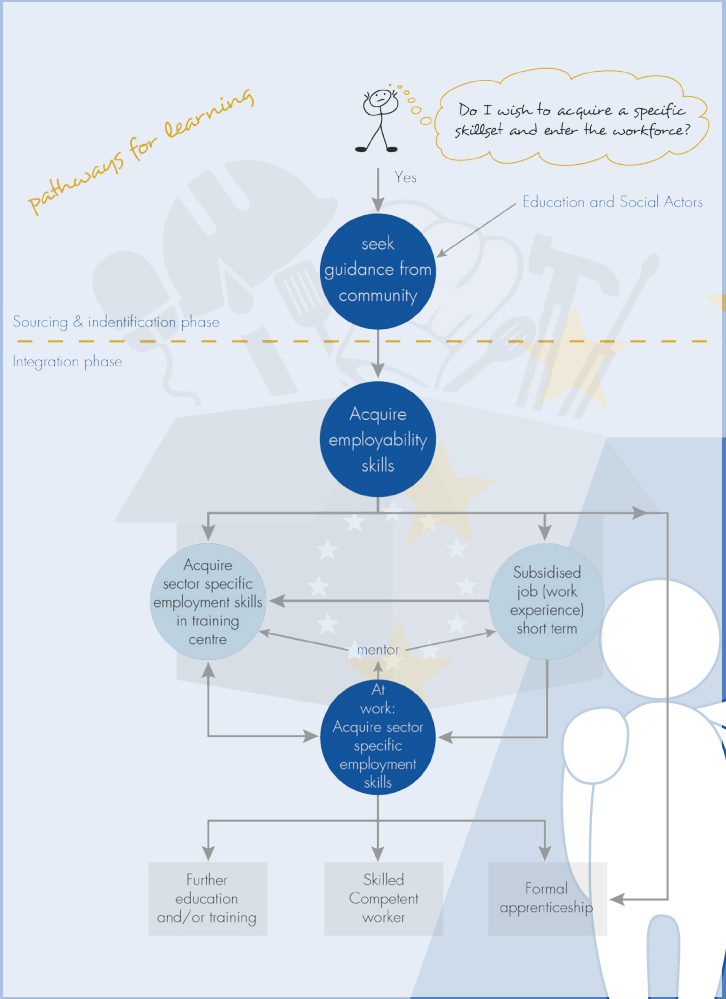 pathways for learning
Do I wish to acquire a specific
skillset and enter the workforce?
Yes
Education and Social Actors
seek
guidance from
community
Sourcing & indentification phase
Integration phase
Acquire
employability
skills
Acquire
sector specific
employment skills
in training
centre
Subsidised
job (work
experience)
short term
mentor
At
work:
Acquire sector
specific
employment
skills
Further
education
and/or training
Skilled
Competent
worker
Formal
apprenticeship